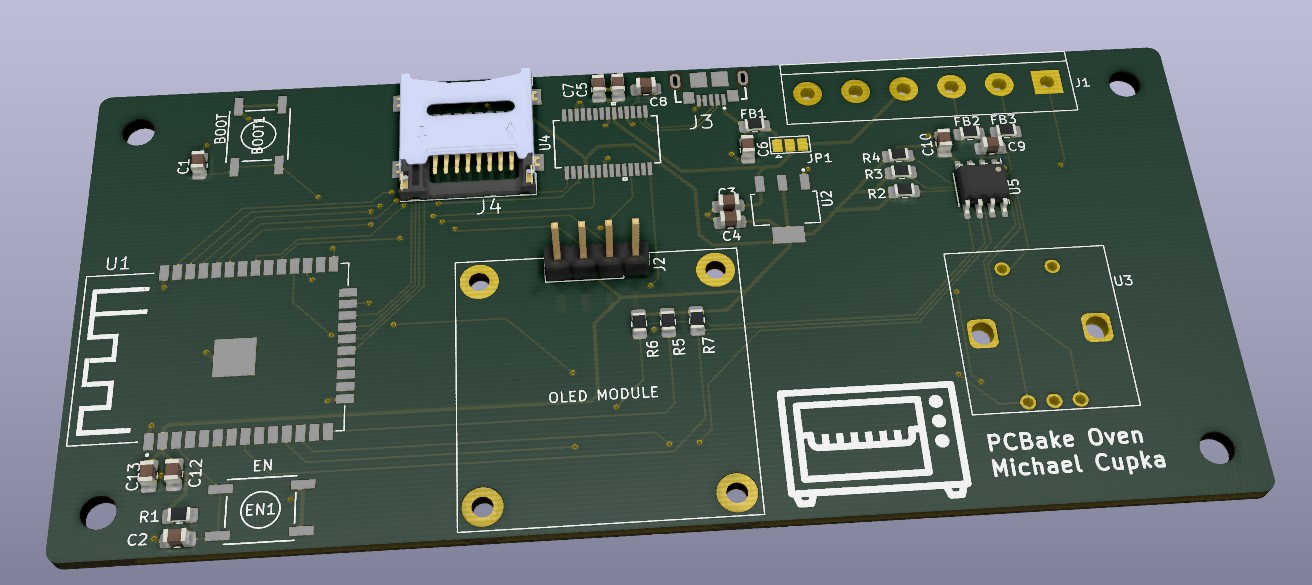 C7
C5
C8
J3
FB1
J1
BOOT
BOOT1
U4
C6
JP1
C10
FB2
FB3
C9
C1
R4
R3
R2
U5
J4
C3
C4
U2
U1
J2
U3
R6
R5
R7
OLED MODULE
PCBake Oven
Michael Cupka
C13
C12
EN
EN1
R1
C2